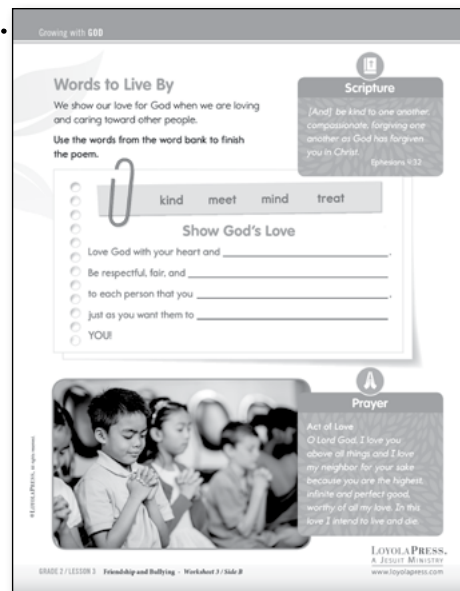 Growing with GOD
Words to Live By
We show our love for God when we are loving
and caring toward other people.
Use the words from the word bank to finish
the poem.
Scripture
[And] be kind to one another,
compassionate, forgiving one
another as God has forgiven
you in Christ.
Ephesians 4:32
kind meet mind treat
Show God's Love
Love God with your heart and ,
Be respectful, fair, and
to each person that you ,
just as you want them to
YOU!
Prayer
Act of Love
O Lord God, I love you
above all things and I love
my neighbor for your sake
because you are the highest,
infinite and perfect good,
worthy of all my love. In this
love I intend to live and die.
© LOYOLAPRESS. All rights reserved.
LOYOLAPRESS.
A JESUIT MINISTRY
www.loyolapress.com
GRADE 2 / LESSON 3 Friendship and Bullying - Worksheet 3 / Side B